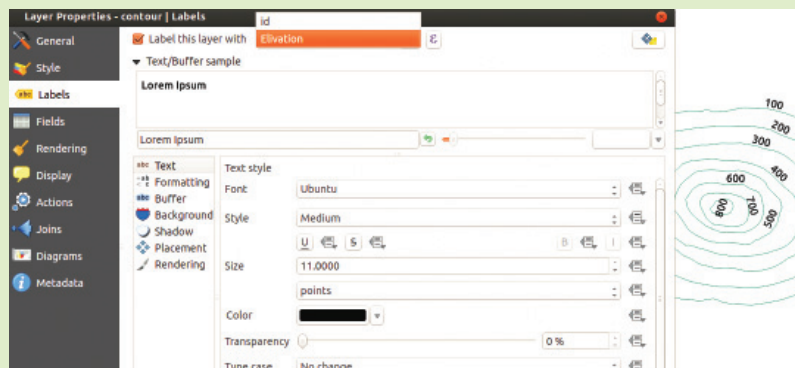 Layer Properties - contour | Labels
General
Style
Labels
Fields
Rendering
Display
Actions
Joins
Diagrams
Metadata
id
Label this layer with Elivation ε
Text/Buffer sample
Lorem Ipsum
Lorem Ipsum
Text
Formatting
Buffer
Background
Shadow
Placement
Rendering
Text style
Font Ubuntu
Style Medium
U S B I
Size 11.0000
points
Color
Transparency 0 %
Type case No change
100
200
300
400
600
700
500
800